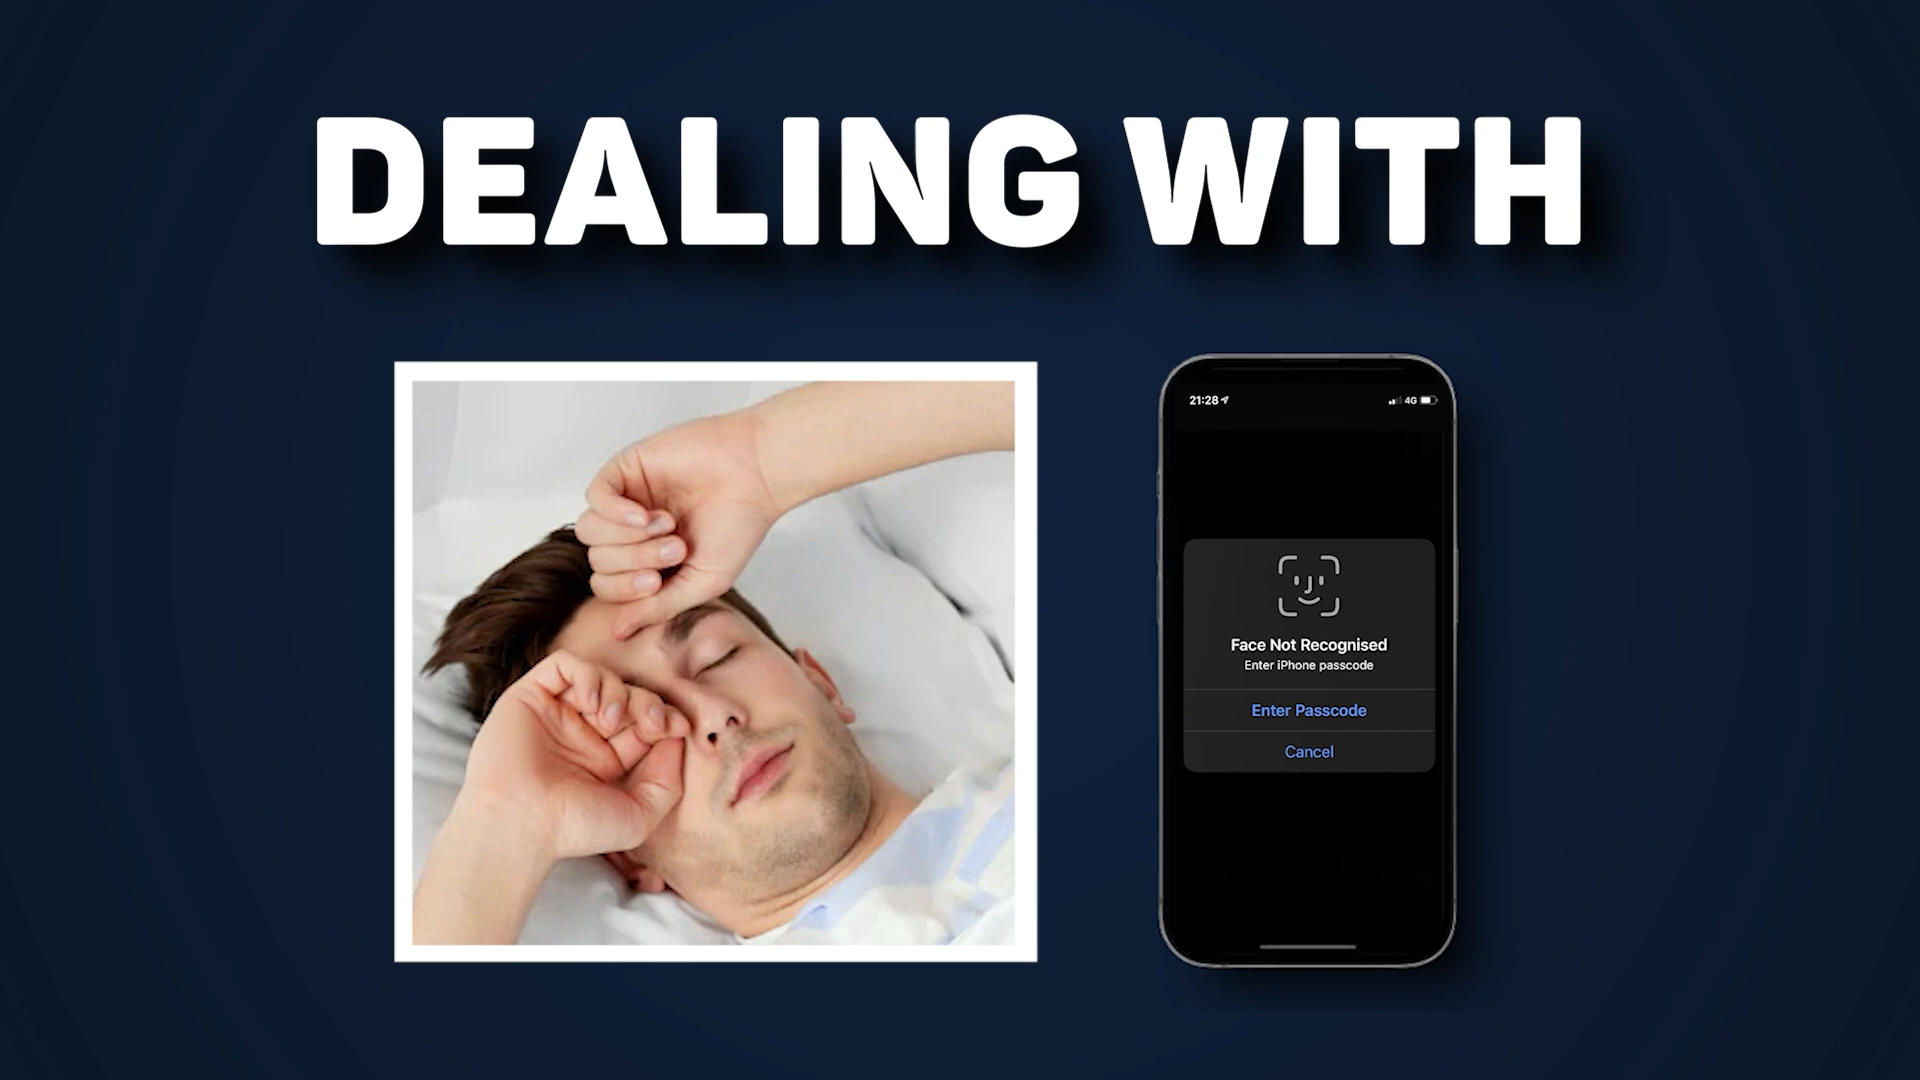 DEALING WITH
21:28
4G
Face Not Recognised
Enter iPhone passcode
Enter Passcode
Cancel